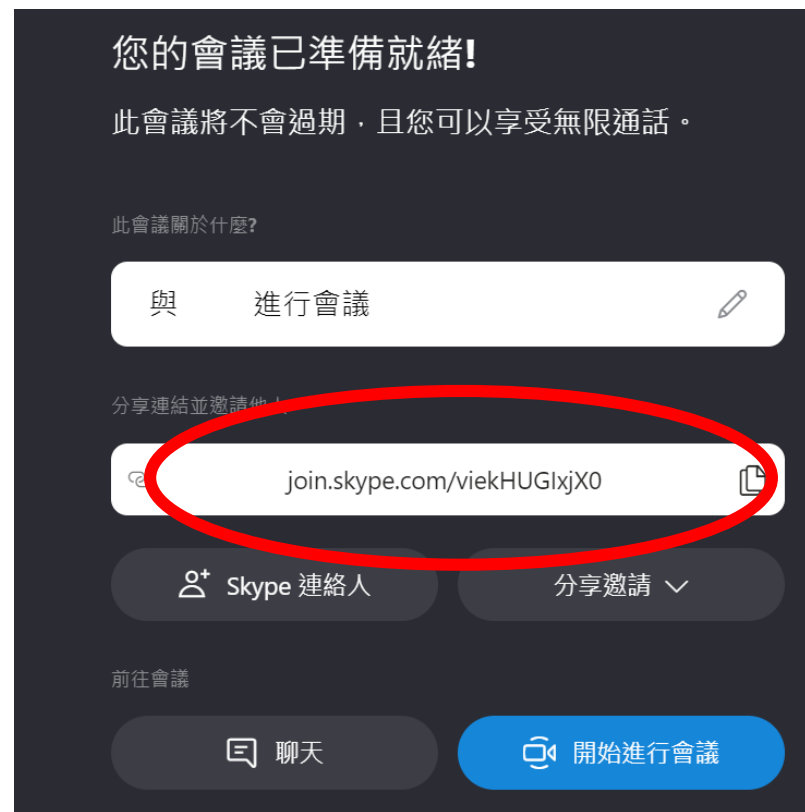 您的會議已準備就緒!
此會議將不會過期，且您可以享受無限通話。
此會議關於什麼?
與 進行會議
分享連結並邀請他人
join.skype.com/viekHUGIxjX0
Skype 連絡人
分享邀請
前往會議
聊天
開始進行會議